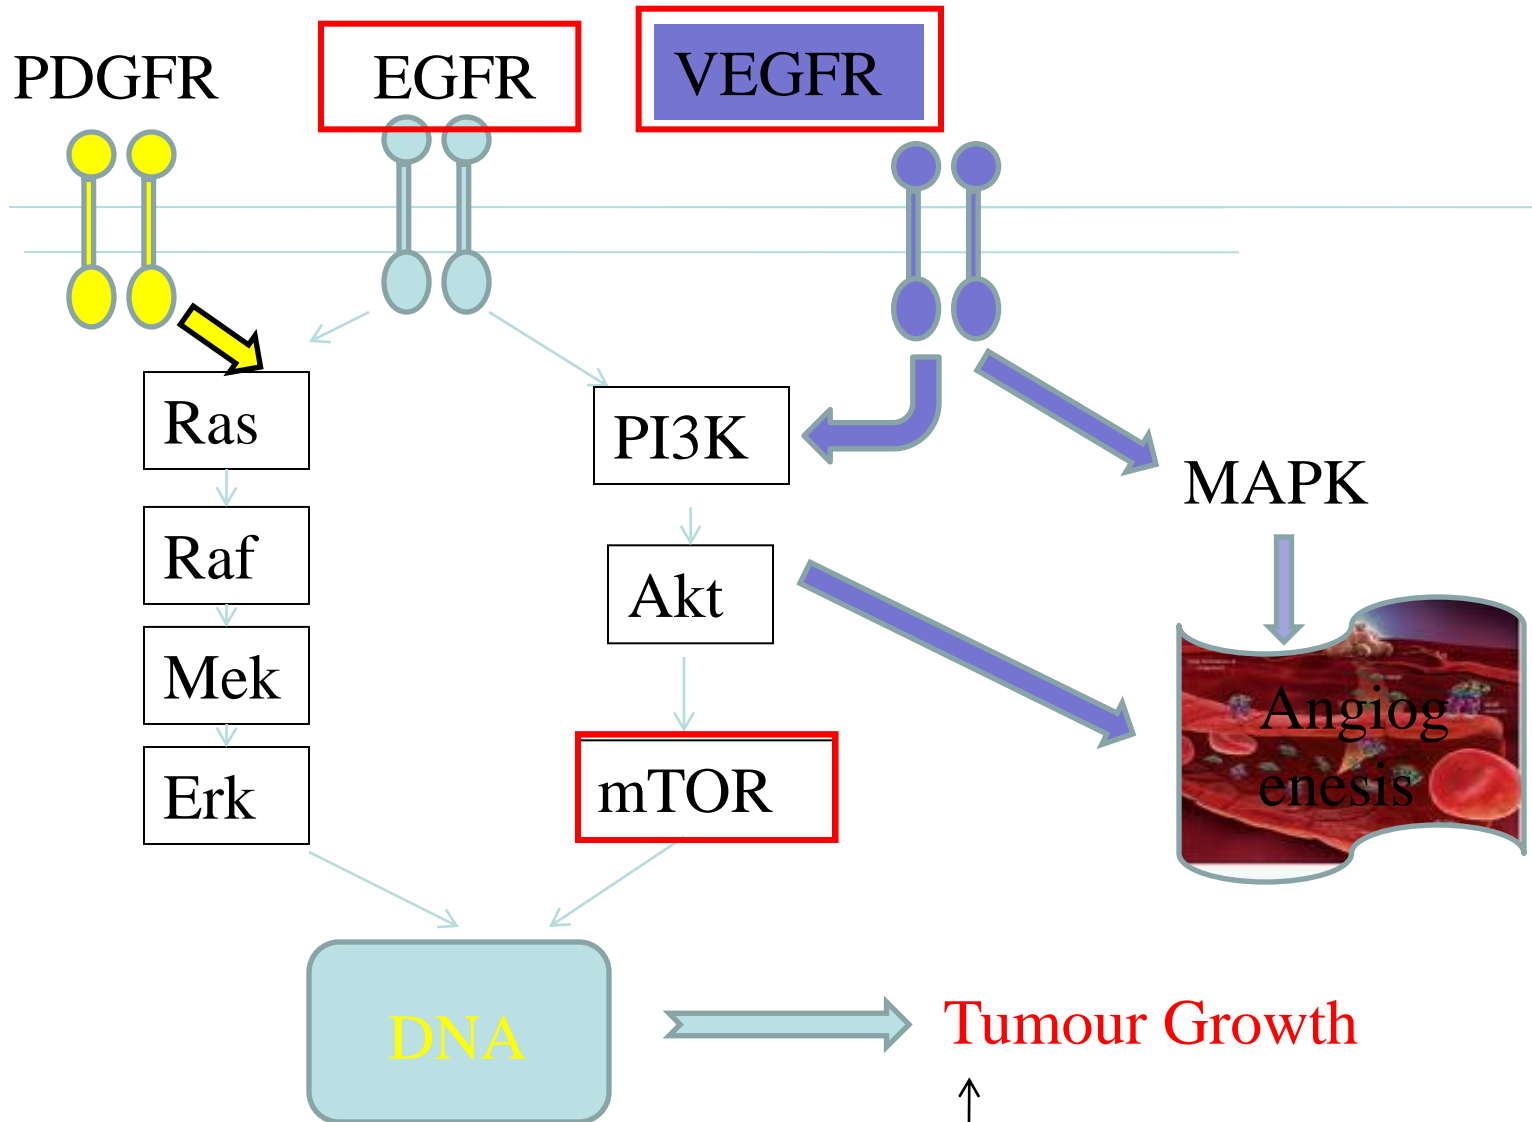 PDGFR
EGFR
VEGFR
Ras
PI3K
MAPK
Raf
Akt
Mek
Angiog
enesis
Erk
mTOR
DNA
Tumour Growth